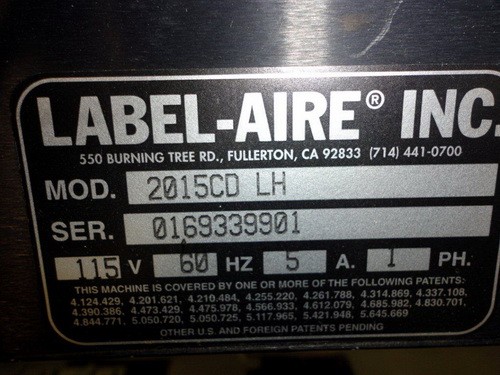 LABEL-AIRE® INC.
550 BURNING TREE RD., FULLERTON, CA 92833 (714) 441-0700
MOD. 2015CD LH
SER. 0169339901
115 V 60 HZ 5 A. 1 PH.
THIS MACHINE IS COVERED BY ONE OR MORE OF THE FOLLOWING PATENTS:
4.124.429, 4.201.621, 4.210.484, 4.255.220, 4.261.788, 4.314.869, 4.337.108,
4.390.386, 4.473.429, 4.475.978, 4.566.933, 4.612.079, 4.685.982, 4.830.701,
4.844.771, 5.050.720, 5.050.725, 5.117.965, 5.421.948, 5.645.669
OTHER U.S. AND FOREIGN PATENTS PENDING